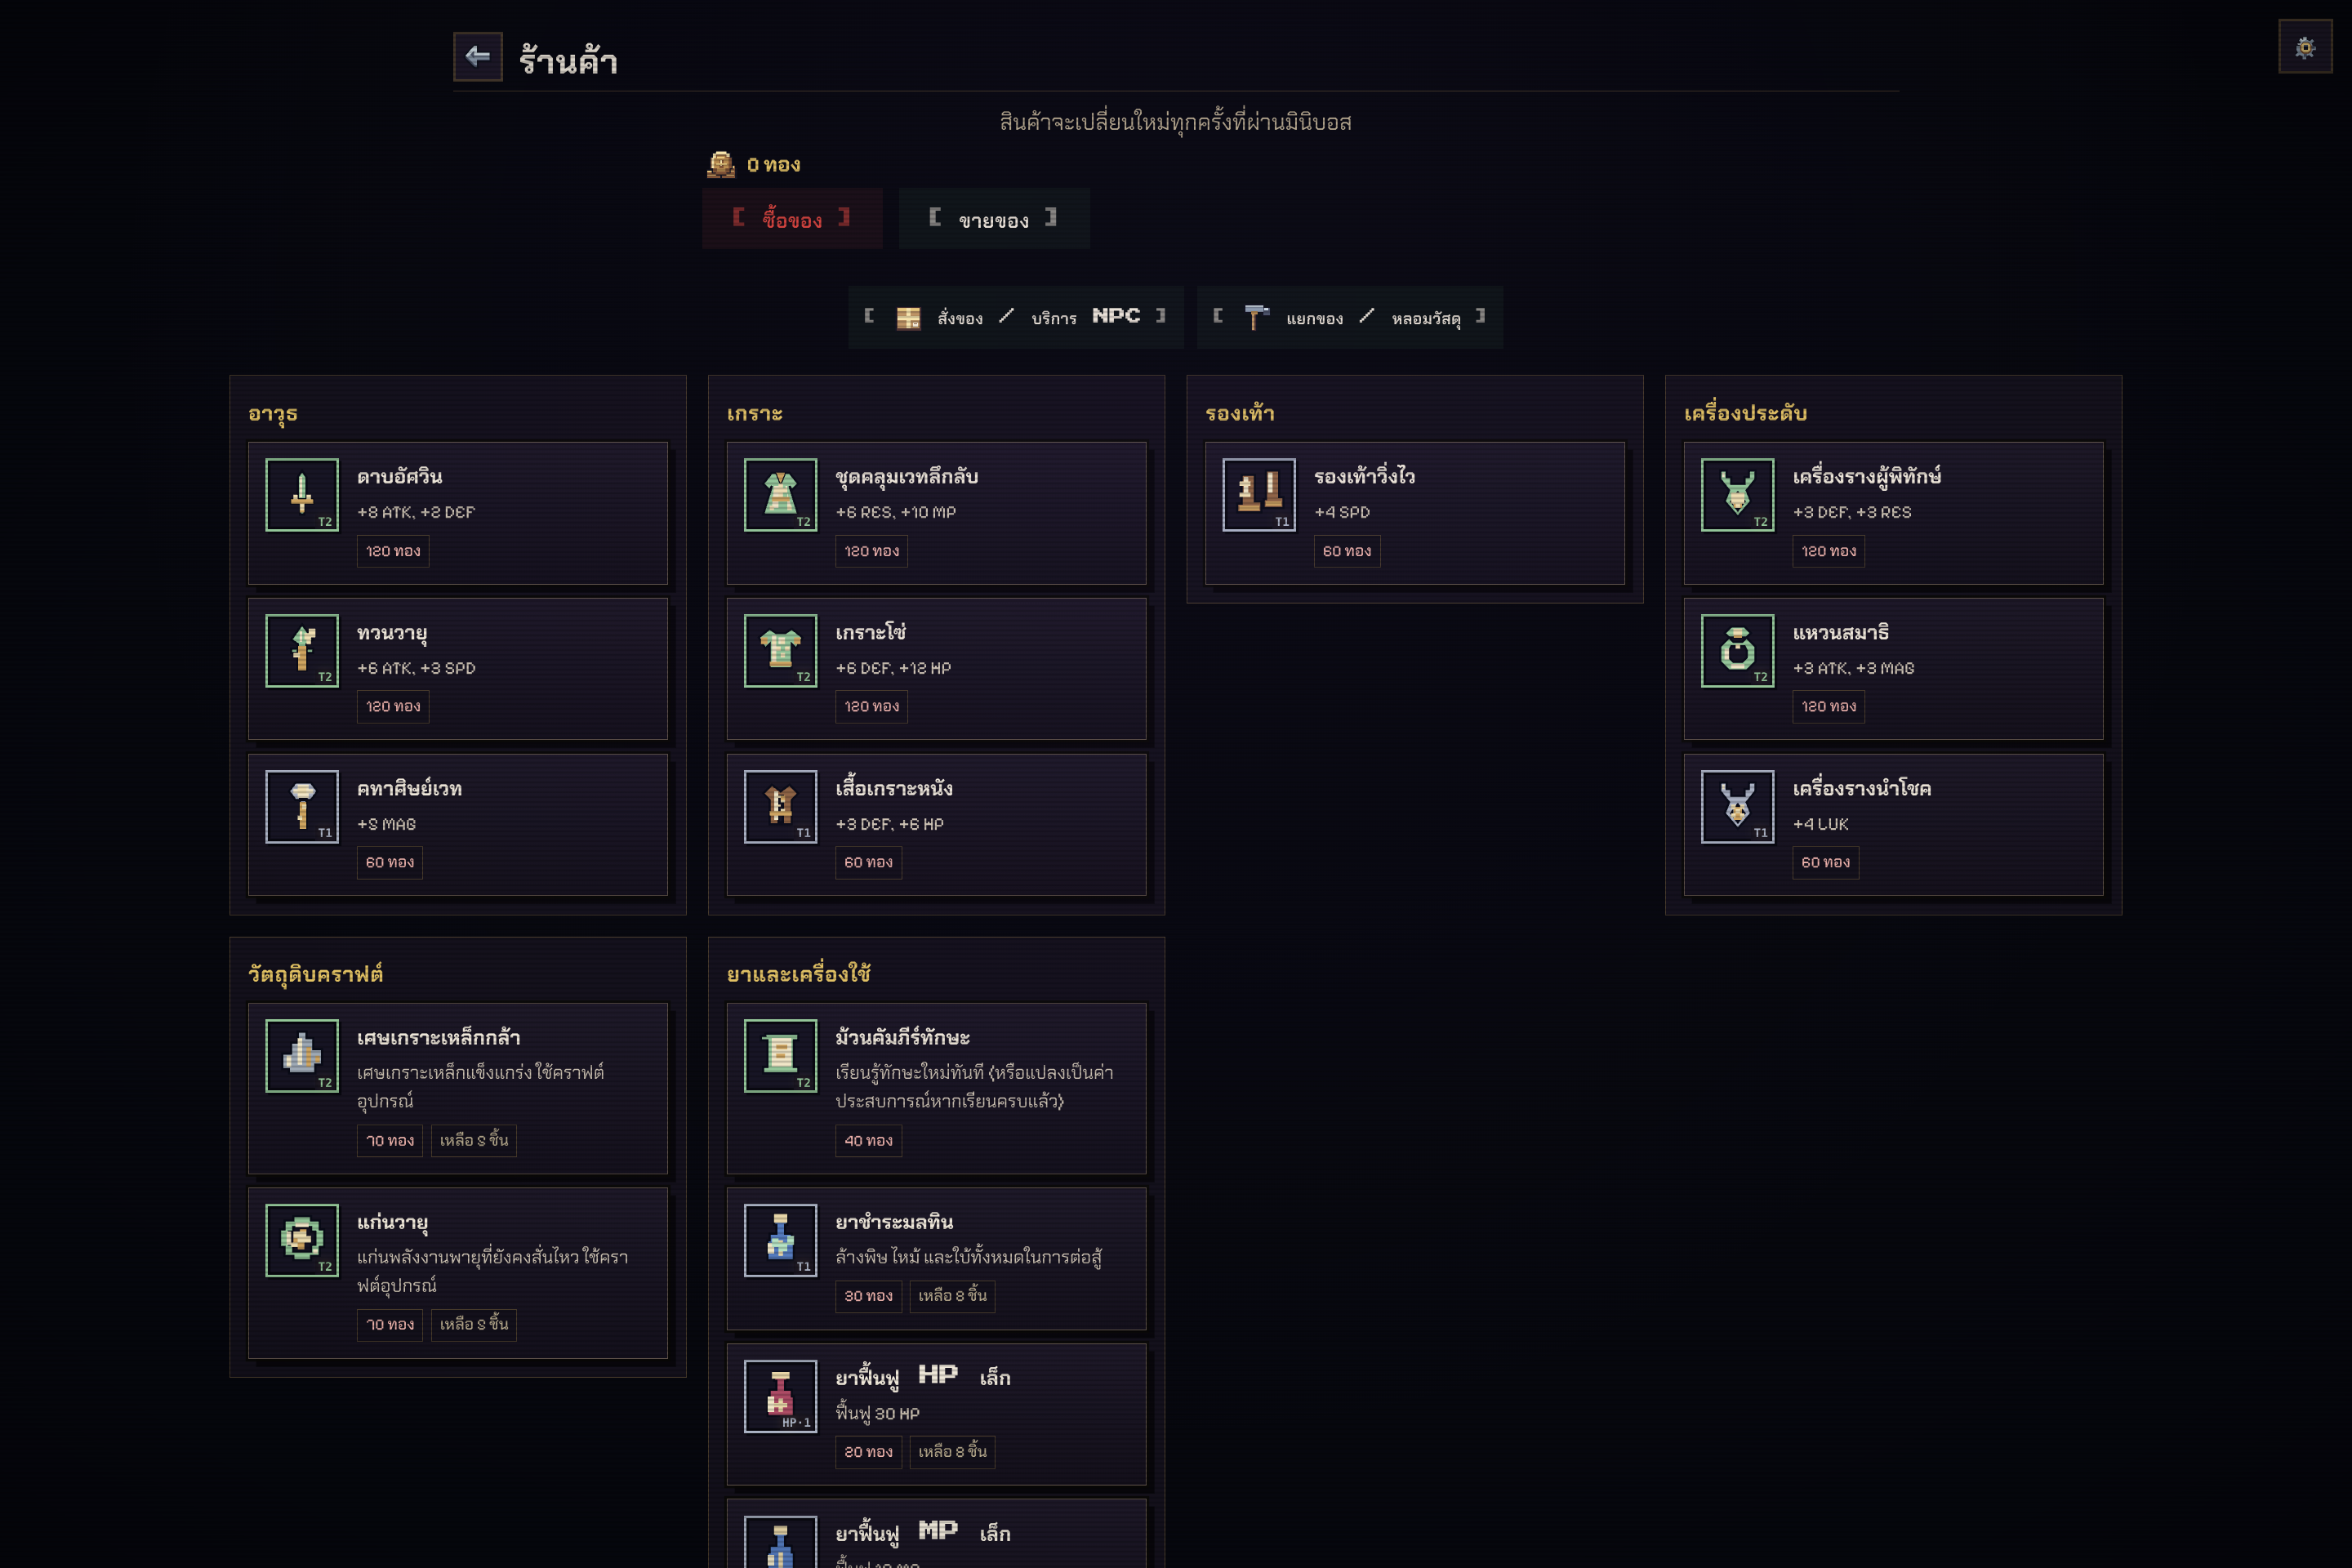 ร้านค้า
สินค้าจะเปลี่ยนใหม่ทุกครั้งที่ผ่านมินิบอส
0 ทอง
[ ซื้อของ ] [ ขายของ ]
[ สั่งของ / บริการ NPC ] [ แยกของ / หลอมวัสดุ ]
อาวุธ
ดาบอัศวิน
T2
+8 ATK, +2 DEF
120 ทอง
ทวนวายุ
T2
+6 ATK, +3 SPD
120 ทอง
คทาศิษย์เวท
T1
+5 MAG
60 ทอง
เกราะ
ชุดคลุมเวทลึกลับ
T2
+6 RES, +10 MP
120 ทอง
เกราะโซ่
T2
+6 DEF, +12 HP
120 ทอง
เสื้อเกราะหนัง
T1
+3 DEF, +6 HP
60 ทอง
รองเท้า
รองเท้าวิ่งไว
T1
+4 SPD
60 ทอง
เครื่องประดับ
เครื่องรางผู้พิทักษ์
T2
+3 DEF, +3 RES
120 ทอง
แหวนสมาธิ
T2
+3 ATK, +3 MAG
120 ทอง
เครื่องรางนำโชค
T1
+4 LUK
60 ทอง
วัตถุดิบคราฟต์
เศษเกราะเหล็กกล้า
T2
เศษเกราะเหล็กแข็งแกร่ง ใช้คราฟต์
อุปกรณ์
70 ทอง เหลือ 5 ชิ้น
แก่นวายุ
T2
แก่นพลังงานพายุที่ยังคงสั่นไหว ใช้ครา
ฟต์อุปกรณ์
70 ทอง เหลือ 5 ชิ้น
ยาและเครื่องใช้
ม้วนคัมภีร์ทักษะ
T2
เรียนรู้ทักษะใหม่ทันที (หรือแปลงเป็นค่า
ประสบการณ์หากเรียนครบแล้ว)
40 ทอง
ยาชำระมลทิน
T1
ล้างพิษ ไหม้ และใบ้ทั้งหมดในการต่อสู้
30 ทอง เหลือ 8 ชิ้น
ยาฟื้นฟู HP เล็ก
HP·1
ฟื้นฟู 30 HP
20 ทอง เหลือ 8 ชิ้น
ยาฟื้นฟู MP เล็ก